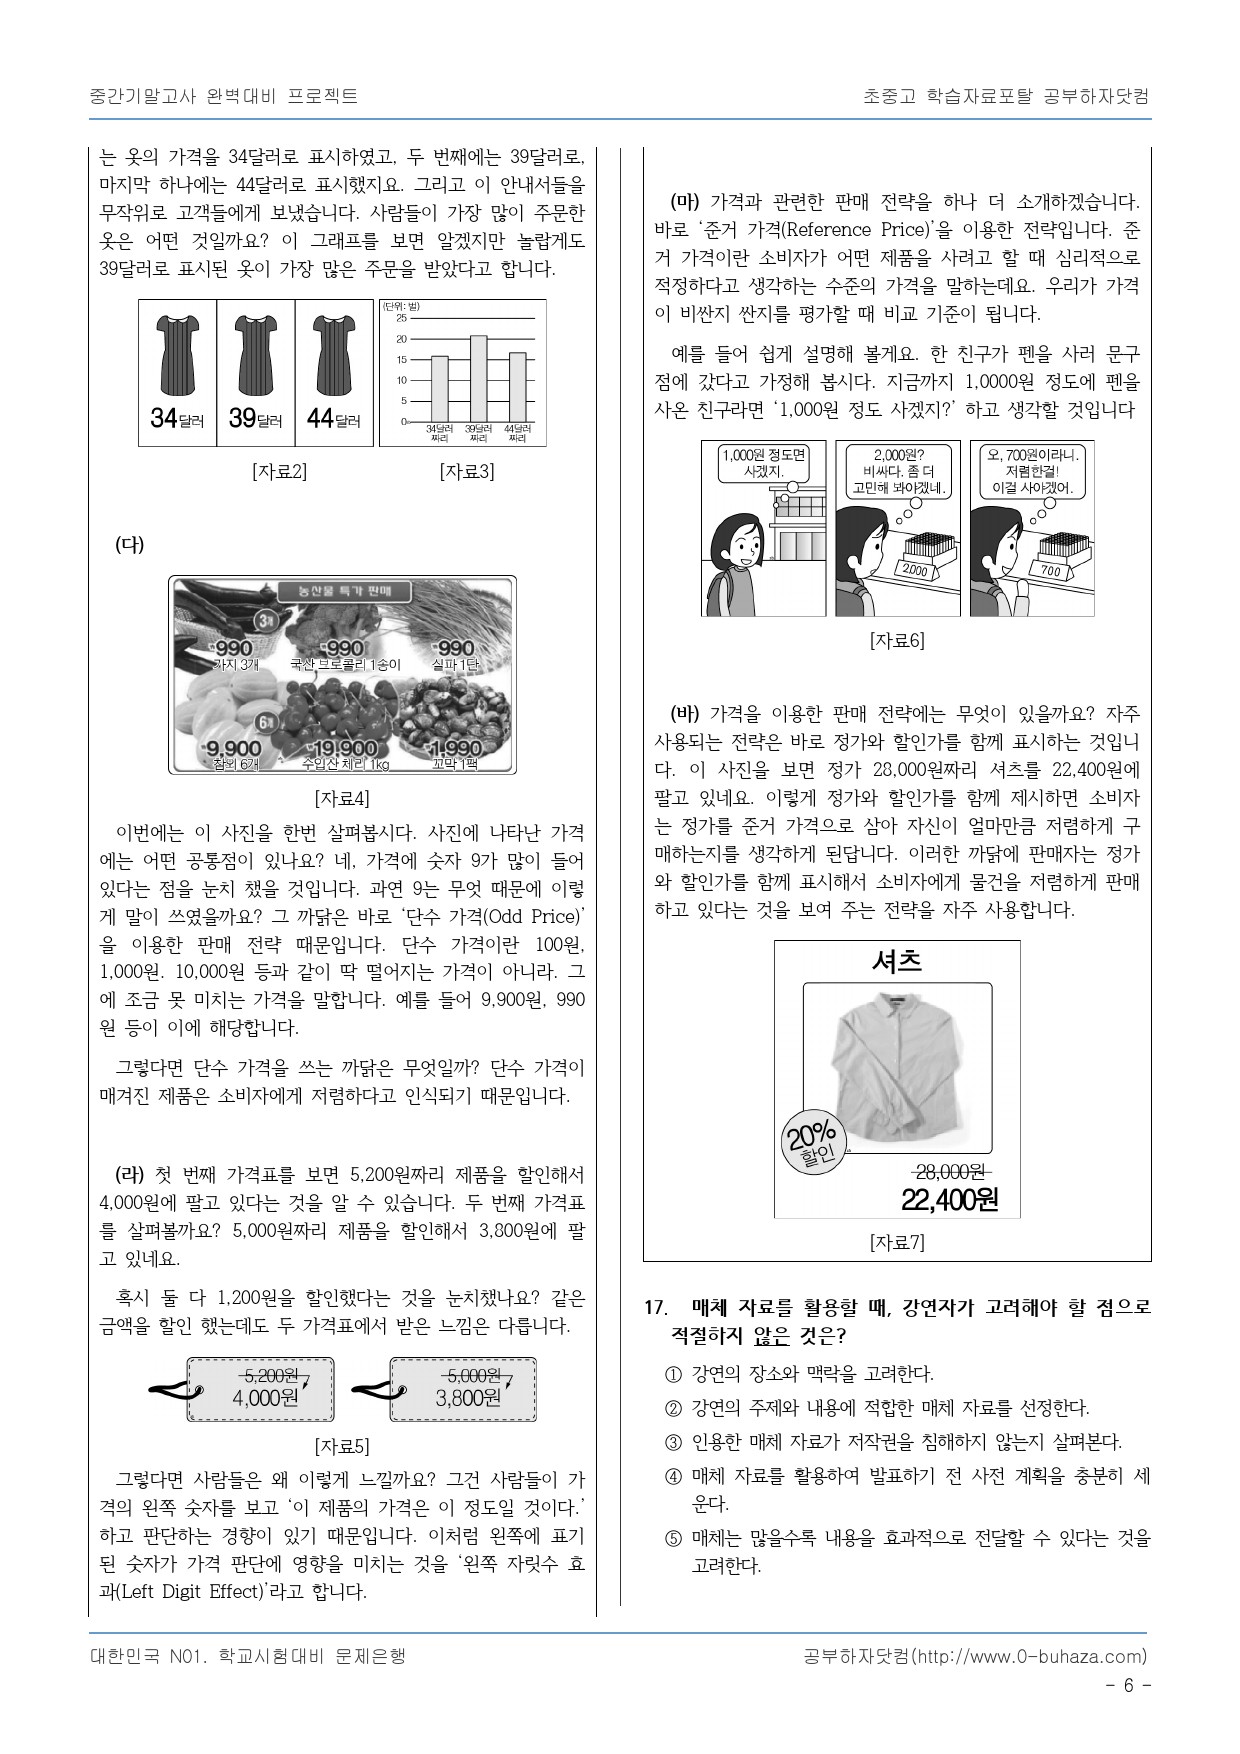 중간기말고사 완벽대비 프로젝트
초중고 학습자료포탈 공부하자닷컴
는 옷의 가격을 34달러로 표시하였고, 두 번째에는 39달러로,
마지막 하나에는 44달러로 표시했지요. 그리고 이 안내서들을
무작위로 고객들에게 보냈습니다. 사람들이 가장 많이 주문한
옷은 어떤 것일까요? 이 그래프를 보면 알겠지만 놀랍게도
39달러로 표시된 옷이 가장 많은 주문을 받았다고 합니다.
34달러 39달러 44달러
(단위: 벌)
25
20
15
10
5
0
34달러 39달러 44달러
짜리 짜리 짜리
[자료2] [자료3]
(다)
농산물 특가 판매
3개
₩990 ₩990 ₩990
가지 3개 국산 브로콜리 1송이 실파 1단
6개
9,900 19,900 1,990
참외 6개 수입산 체리 1kg 꼬막 1팩
[자료4]
이번에는 이 사진을 한번 살펴봅시다. 사진에 나타난 가격
에는 어떤 공통점이 있나요? 네, 가격에 숫자 9가 많이 들어
있다는 점을 눈치 챘을 것입니다. 과연 9는 무엇 때문에 이렇
게 말이 쓰였을까요? 그 까닭은 바로 ‘단수 가격(Odd Price)’
을 이용한 판매 전략 때문입니다. 단수 가격이란 100원,
1,000원. 10,000원 등과 같이 딱 떨어지는 가격이 아니라. 그
에 조금 못 미치는 가격을 말합니다. 예를 들어 9,900원, 990
원 등이 이에 해당합니다.
그렇다면 단수 가격을 쓰는 까닭은 무엇일까? 단수 가격이
매겨진 제품은 소비자에게 저렴하다고 인식되기 때문입니다.
(라) 첫 번째 가격표를 보면 5,200원짜리 제품을 할인해서
4,000원에 팔고 있다는 것을 알 수 있습니다. 두 번째 가격표
를 살펴볼까요? 5,000원짜리 제품을 할인해서 3,800원에 팔
고 있네요.
혹시 둘 다 1,200원을 할인했다는 것을 눈치챘나요? 같은
금액을 할인 했는데도 두 가격표에서 받은 느낌은 다릅니다.
5,200원 5,000원
4,000원 3,800원
[자료5]
그렇다면 사람들은 왜 이렇게 느낄까요? 그건 사람들이 가
격의 왼쪽 숫자를 보고 ‘이 제품의 가격은 이 정도일 것이다.’
하고 판단하는 경향이 있기 때문입니다. 이처럼 왼쪽에 표기
된 숫자가 가격 판단에 영향을 미치는 것을 ‘왼쪽 자릿수 효
과(Left Digit Effect)’라고 합니다.
(마) 가격과 관련한 판매 전략을 하나 더 소개하겠습니다.
바로 ‘준거 가격(Reference Price)’을 이용한 전략입니다. 준
거 가격이란 소비자가 어떤 제품을 사려고 할 때 심리적으로
적정하다고 생각하는 수준의 가격을 말하는데요. 우리가 가격
이 비싼지 싼지를 평가할 때 비교 기준이 됩니다.
예를 들어 쉽게 설명해 볼게요. 한 친구가 펜을 사러 문구
점에 갔다고 가정해 봅시다. 지금까지 1,0000원 정도에 펜을
사온 친구라면 ‘1,000원 정도 사겠지?’ 하고 생각할 것입니다
1,000원 정도면
사겠지.
2,000원?
비싸다. 좀 더
고민해 봐야겠네.
2,000
오, 700원이라니.
저렴한걸!
이걸 사야겠어.
700
[자료6]
(바) 가격을 이용한 판매 전략에는 무엇이 있을까요? 자주
사용되는 전략은 바로 정가와 할인가를 함께 표시하는 것입니
다. 이 사진을 보면 정가 28,000원짜리 셔츠를 22,400원에
팔고 있네요. 이렇게 정가와 할인가를 함께 제시하면 소비자
는 정가를 준거 가격으로 삼아 자신이 얼마만큼 저렴하게 구
매하는지를 생각하게 된답니다. 이러한 까닭에 판매자는 정가
와 할인가를 함께 표시해서 소비자에게 물건을 저렴하게 판매
하고 있다는 것을 보여 주는 전략을 자주 사용합니다.
셔츠
20%
할인
28,000원
22,400원
[자료7]
17. 매체 자료를 활용할 때, 강연자가 고려해야 할 점으로
적절하지 않은 것은?
① 강연의 장소와 맥락을 고려한다.
② 강연의 주제와 내용에 적합한 매체 자료를 선정한다.
③ 인용한 매체 자료가 저작권을 침해하지 않는지 살펴본다.
④ 매체 자료를 활용하여 발표하기 전 사전 계획을 충분히 세
운다.
⑤ 매체는 많을수록 내용을 효과적으로 전달할 수 있다는 것을
고려한다.
대한민국 N01. 학교시험대비 문제은행
공부하자닷컴(http://www.0-buhaza.com)
- 6 -